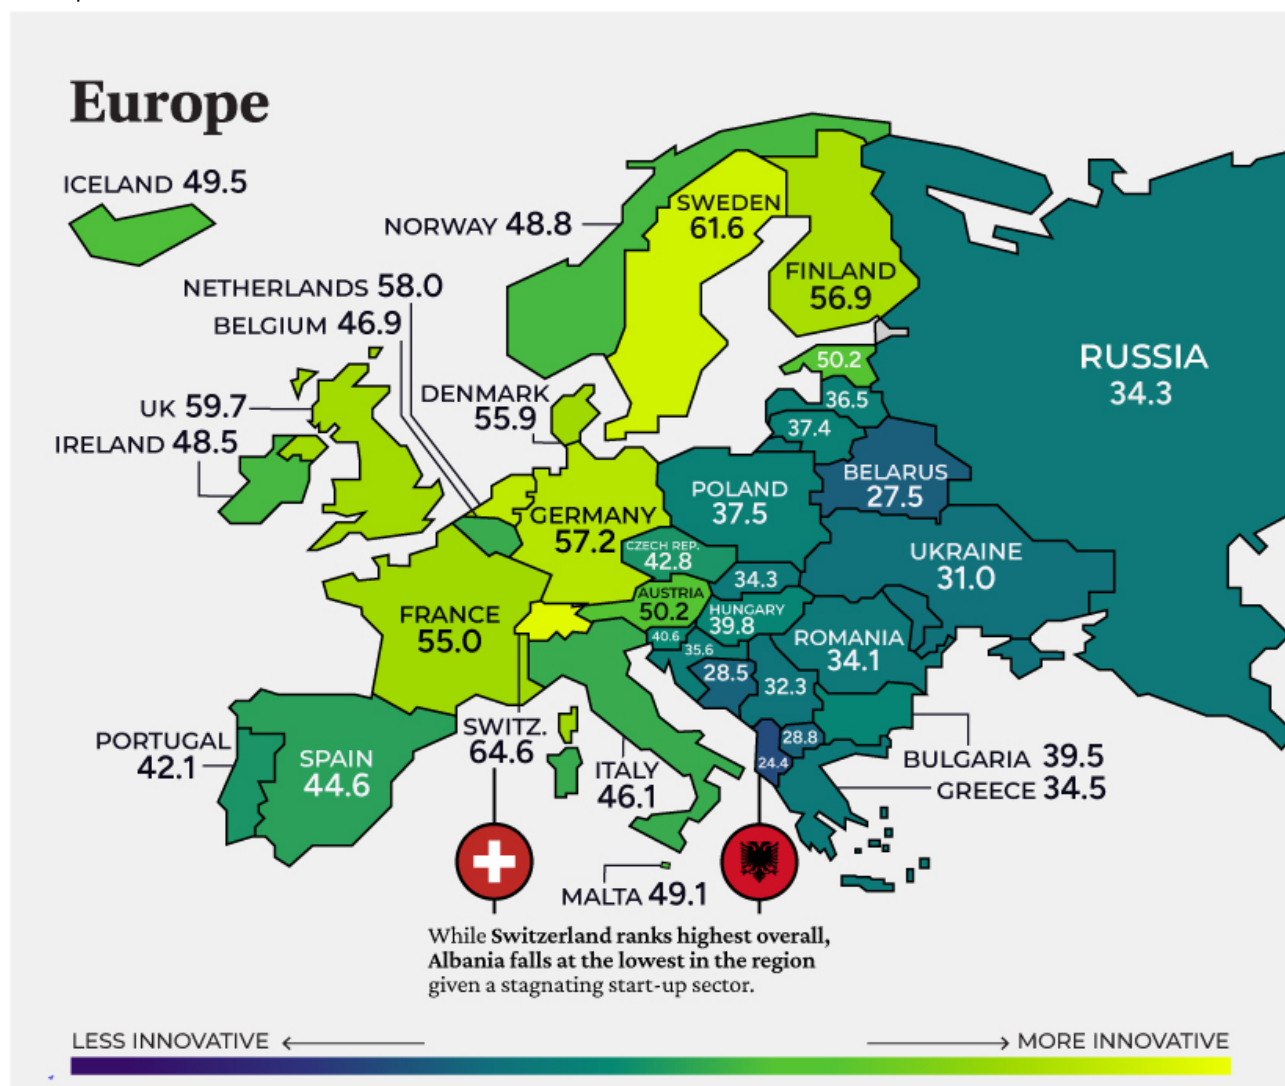 Europe
ICELAND 49.5
NORWAY 48.8
SWEDEN
61.6
FINLAND
56.9
NETHERLANDS 58.0
BELGIUM 46.9
UK 59.7
IRELAND 48.5
DENMARK
55.9
50.2
36.5
37.4
RUSSIA
34.3
BELARUS
27.5
POLAND
37.5
GERMANY
57.2
CZECH REP.
42.8
UKRAINE
31.0
34.3
AUSTRIA
50.2
HUNGARY
39.8
FRANCE
55.0
40.6
35.6
ROMANIA
34.1
28.5
32.3
PORTUGAL
42.1
SPAIN
44.6
SWITZ.
64.6
ITALY
46.1
28.8
24.4
BULGARIA 39.5
GREECE 34.5
MALTA 49.1
While Switzerland ranks highest overall,
Albania falls at the lowest in the region
given a stagnating start-up sector.
LESS INNOVATIVE
MORE INNOVATIVE